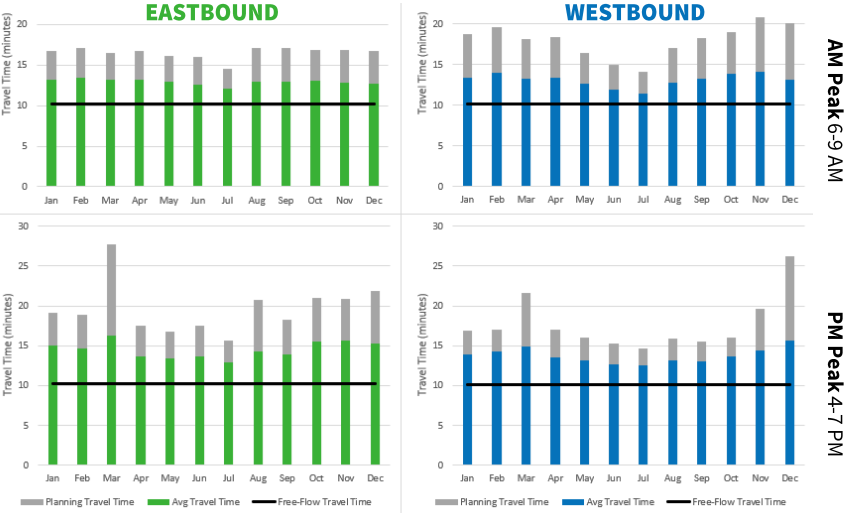 EASTBOUND
WESTBOUND
AM Peak 6-9 AM
Travel Time (minutes)
20
15
10
5
0
Jan Feb Mar Apr May Jun Jul Aug Sep Oct Nov Dec
Travel Time (minutes)
20
15
10
5
0
Jan Feb Mar Apr May Jun Jul Aug Sep Oct Nov Dec
PM Peak 4-7 PM
Travel Time (minutes)
30
25
20
15
10
5
0
Jan Feb Mar Apr May Jun Jul Aug Sep Oct Nov Dec
Planning Travel Time Avg Travel Time Free-Flow Travel Time
Travel Time (minutes)
30
25
20
15
10
5
0
Jan Feb Mar Apr May Jun Jul Aug Sep Oct Nov Dec
Planning Travel Time Avg Travel Time Free-Flow Travel Time